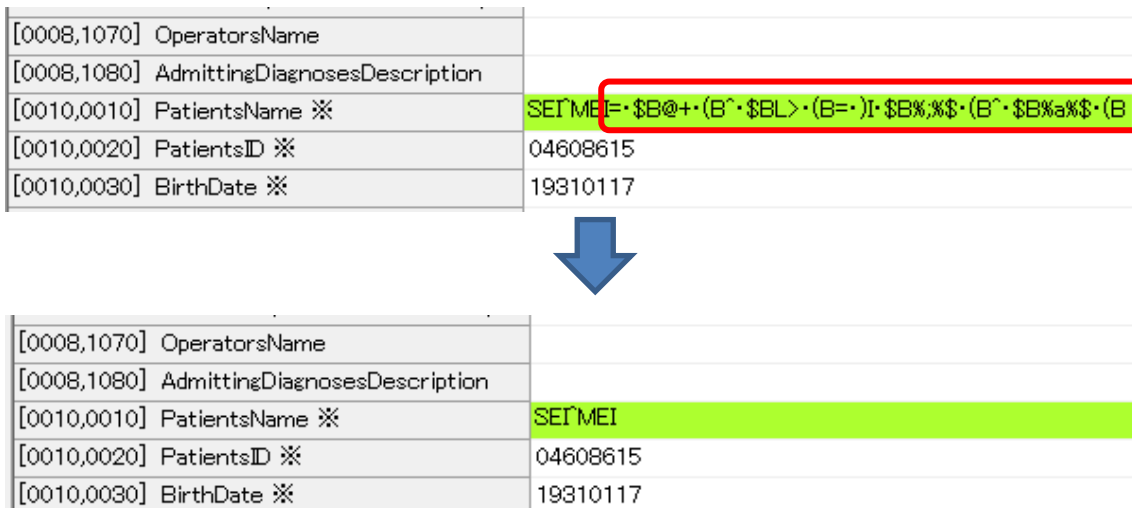 [0008,1070] OperatorsName
[0008,1080] AdmittingDiagnosesDescription
[0010,0010] PatientsName ※ SEI^MEI=・$B@+・(B^・$BL>・(B=・)I・$B%;%$・(B^・$B%a%$・(B
[0010,0020] PatientsID ※ 04608615
[0010,0030] BirthDate ※ 19310117
[0008,1070] OperatorsName
[0008,1080] AdmittingDiagnosesDescription
[0010,0010] PatientsName ※ SEI^MEI
[0010,0020] PatientsID ※ 04608615
[0010,0030] BirthDate ※ 19310117